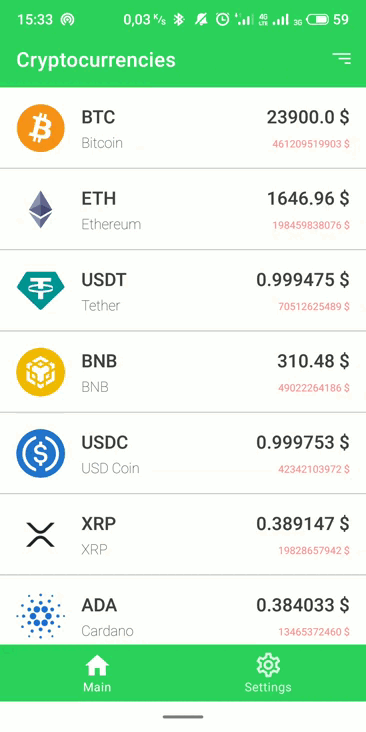 15:33 0,03 K/s 4G LTE 3G 59
Cryptocurrencies
BTC 23900.0 $
Bitcoin 461209519903 $
ETH 1646.96 $
Ethereum 198459838076 $
USDT 0.999475 $
Tether 70512625489 $
BNB 310.48 $
BNB 49022264186 $
USDC 0.999753 $
USD Coin 42342103972 $
XRP 0.389147 $
XRP 19828657942 $
ADA 0.384033 $
Cardano 13465372460 $
Main Settings